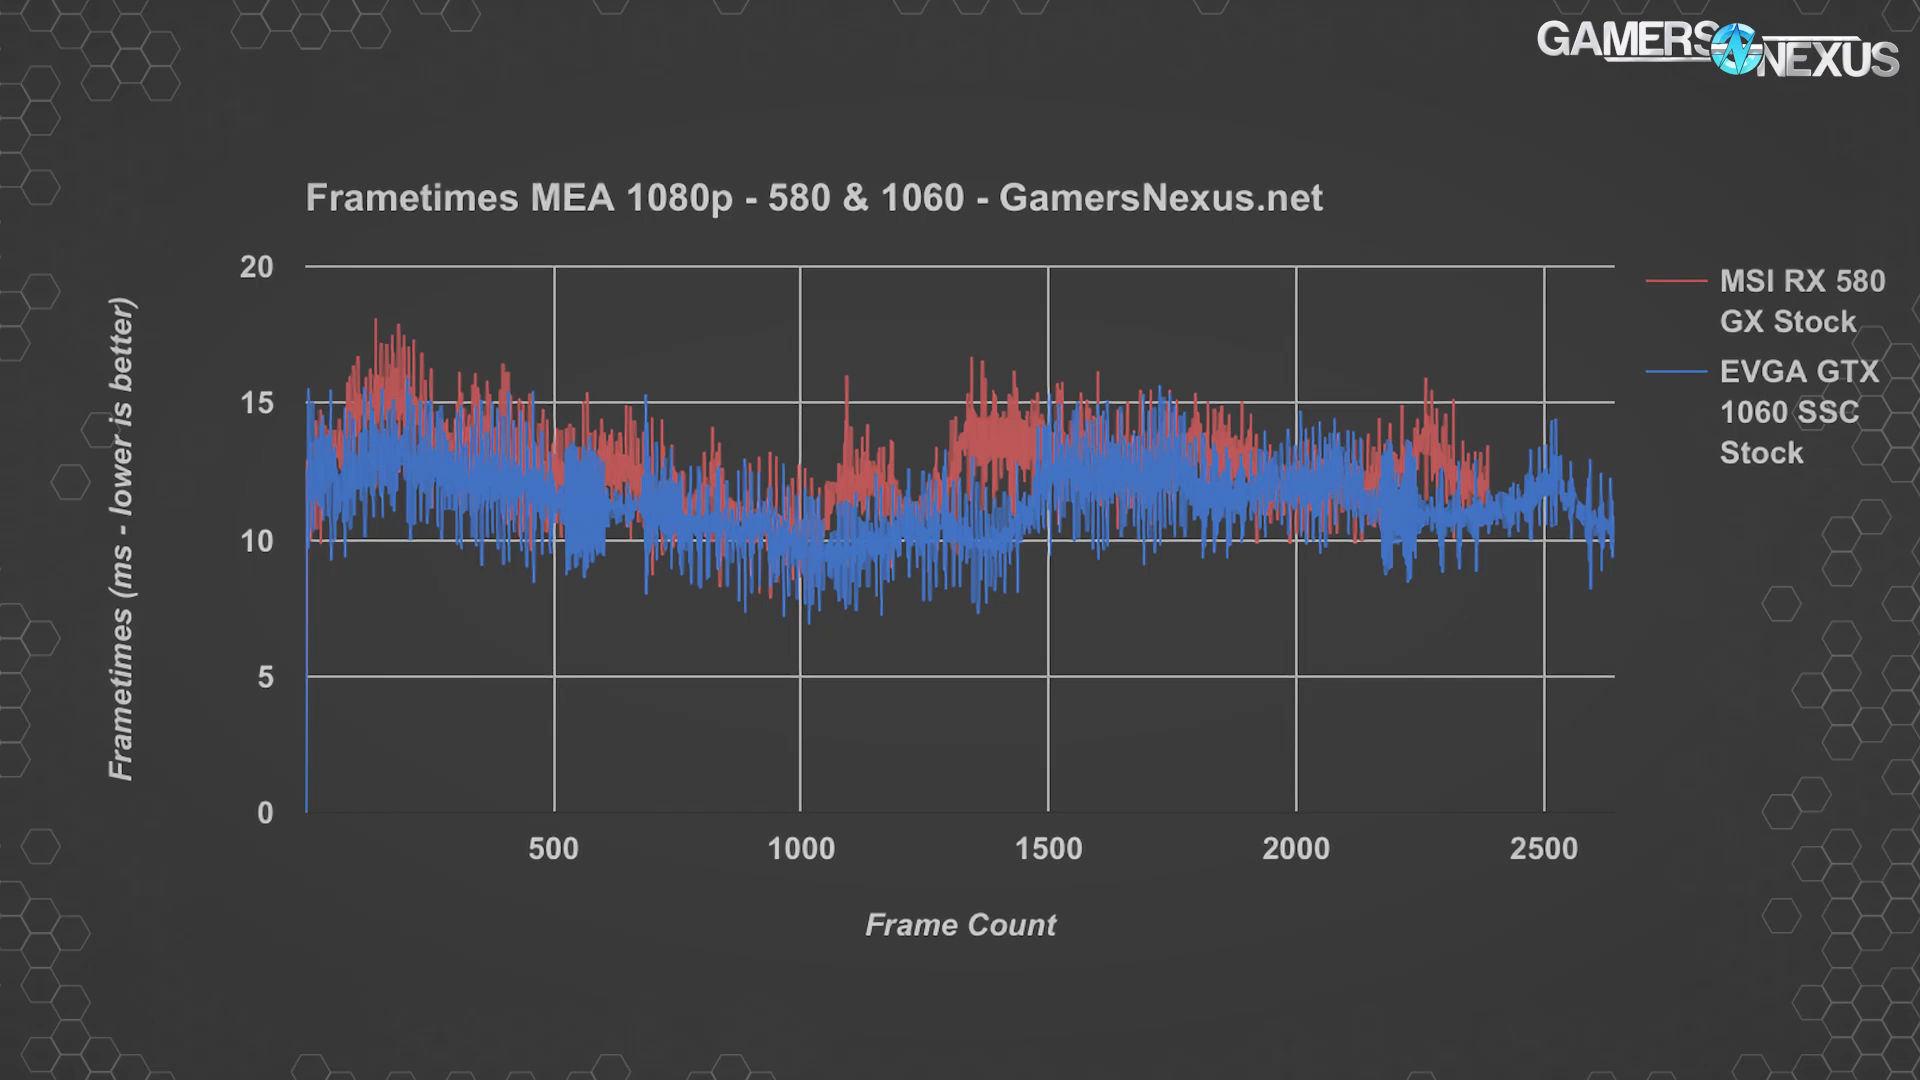 GAMERS NEXUS
Frametimes MEA 1080p - 580 & 1060 - GamersNexus.net
Frametimes (ms - lower is better)
20
15
10
5
0
500
1000
1500
2000
2500
Frame Count
MSI RX 580
GX Stock
EVGA GTX
1060 SSC
Stock